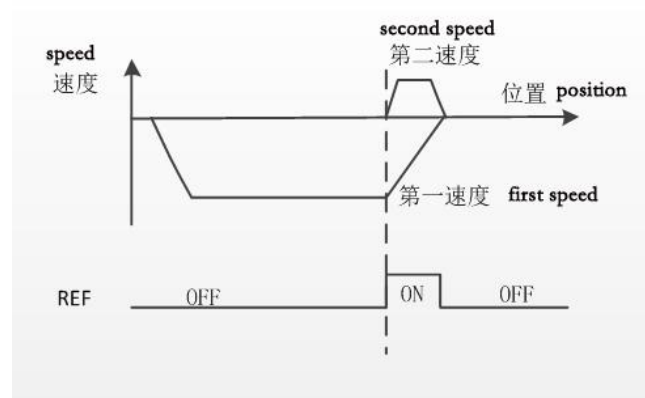 second speed
第二速度
speed
速度
位置 position
第一速度 first speed
REF OFF ON OFF